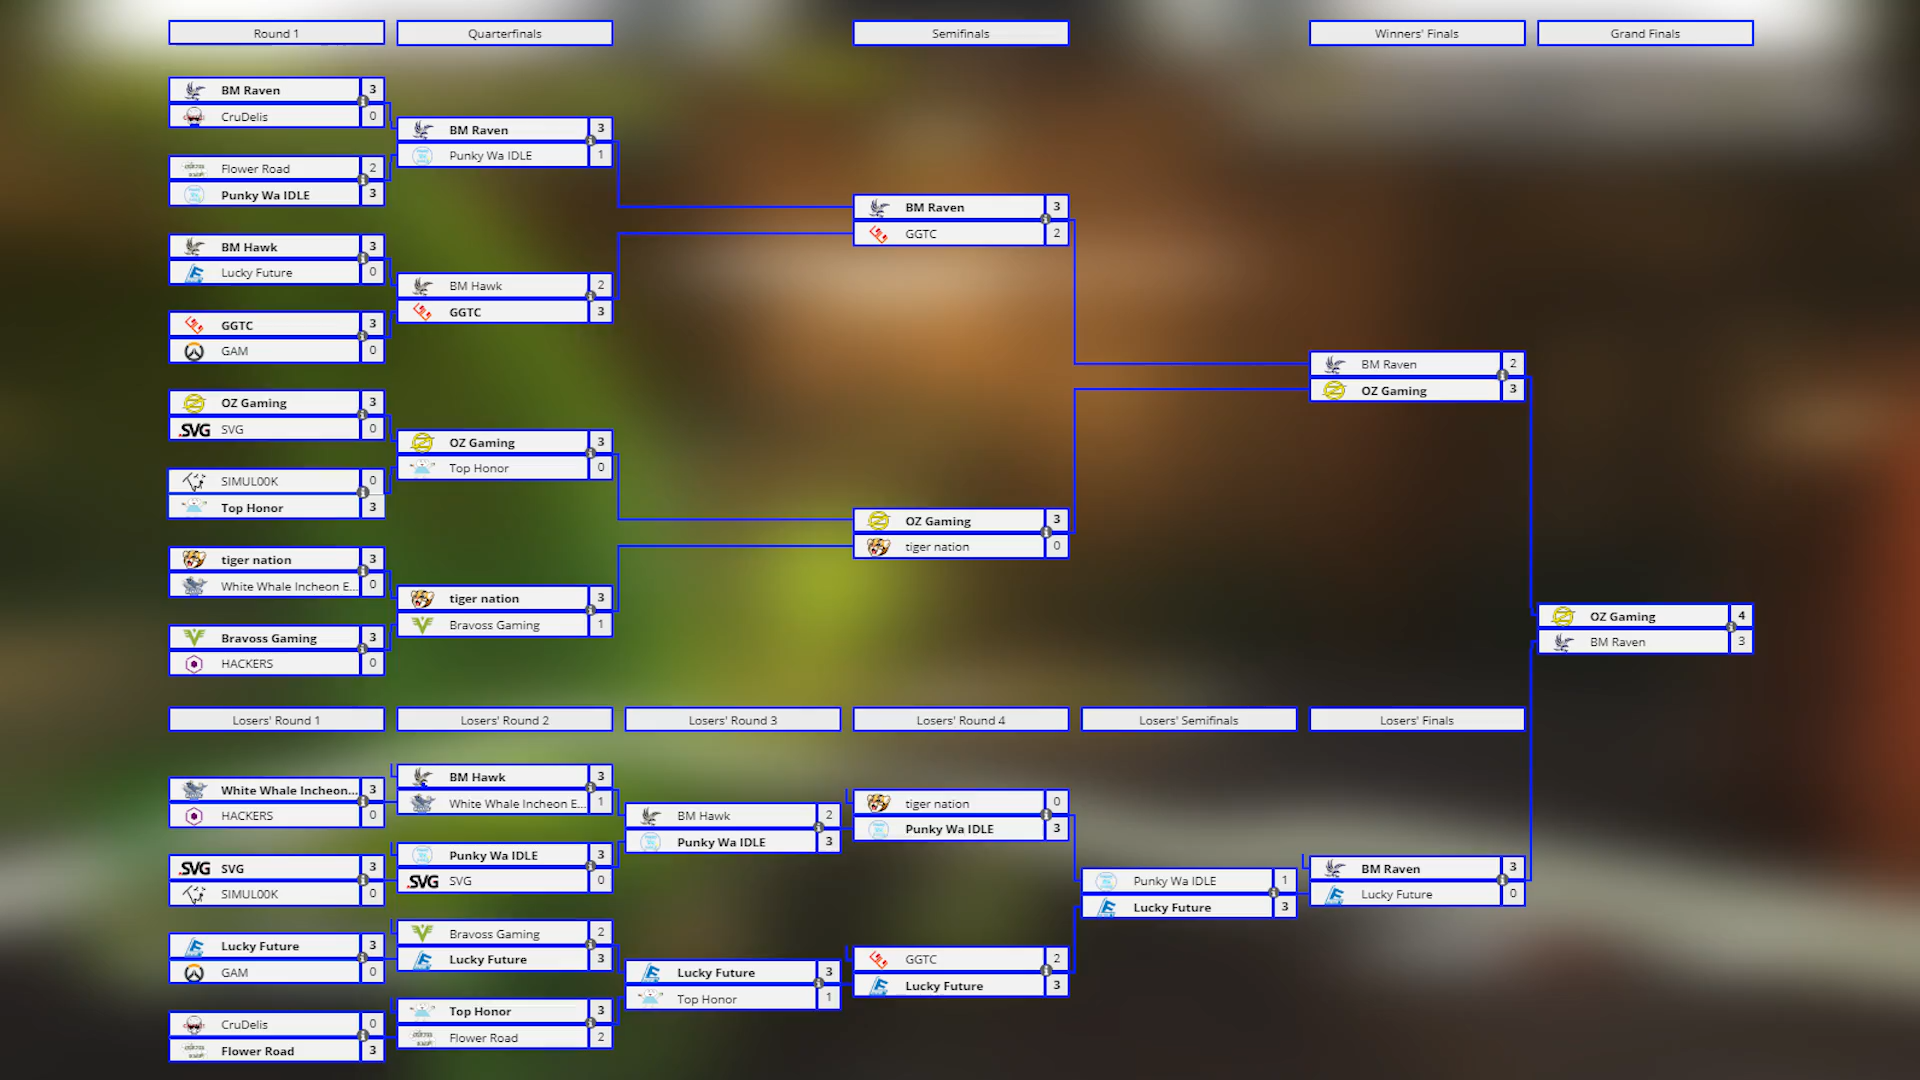 Round 1
Quarterfinals
Semifinals
Winners' Finals
Grand Finals
BM Raven 3
CruDelis 0
Flower Road 2
Punky Wa IDLE 3
BM Hawk 3
Lucky Future 0
GGTC 3
GAM 0
OZ Gaming 3
SVG SVG 0
SIMUL00K 0
Top Honor 3
tiger nation 3
White Whale Incheon E... 0
Bravoss Gaming 3
HACKERS 0
BM Raven 3
Punky Wa IDLE 1
BM Hawk 2
GGTC 3
OZ Gaming 3
Top Honor 0
tiger nation 3
Bravoss Gaming 1
BM Raven 3
GGTC 2
OZ Gaming 3
tiger nation 0
BM Raven 2
OZ Gaming 3
OZ Gaming 4
BM Raven 3
Losers' Round 1
Losers' Round 2
Losers' Round 3
Losers' Round 4
Losers' Semifinals
Losers' Finals
White Whale Incheon... 3
HACKERS 0
SVG SVG 3
SIMUL00K 0
Lucky Future 3
GAM 0
CruDelis 0
Flower Road 3
BM Hawk 3
White Whale Incheon E... 1
Punky Wa IDLE 3
SVG SVG 0
Bravoss Gaming 2
Lucky Future 3
Top Honor 3
Flower Road 2
BM Hawk 2
Punky Wa IDLE 3
Lucky Future 3
Top Honor 1
tiger nation 0
Punky Wa IDLE 3
GGTC 2
Lucky Future 3
Punky Wa IDLE 1
Lucky Future 3
BM Raven 3
Lucky Future 0